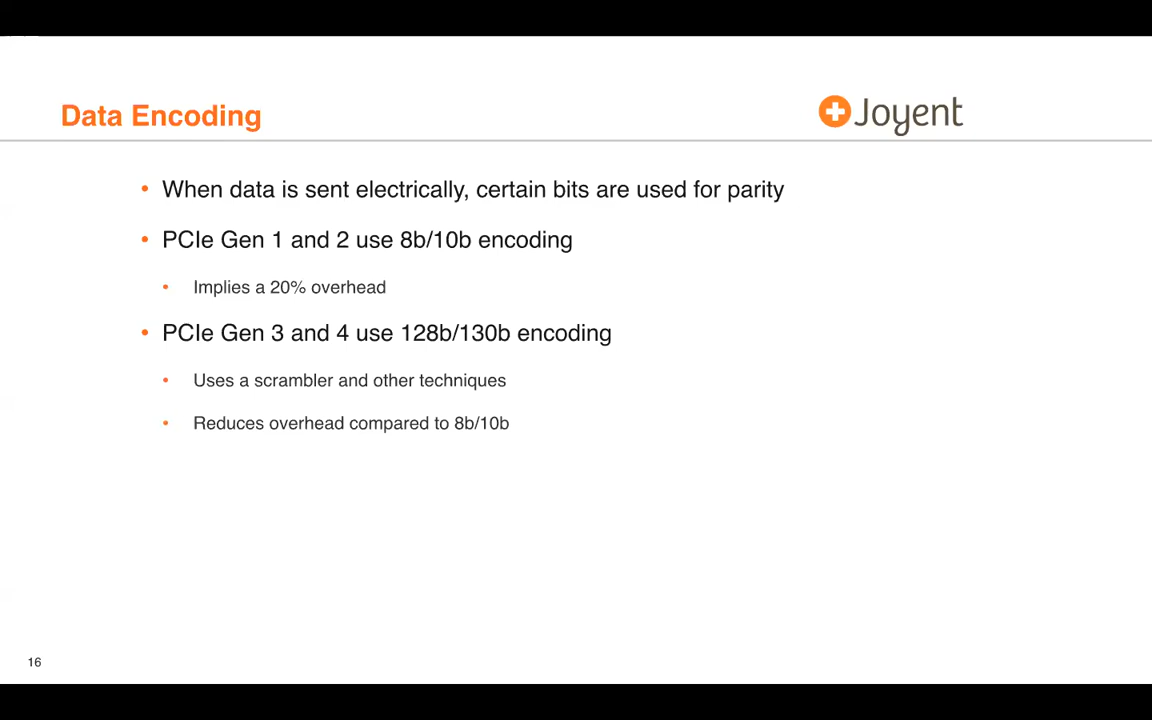 Data Encoding
Joyent
• When data is sent electrically, certain bits are used for parity
• PCIe Gen 1 and 2 use 8b/10b encoding
• Implies a 20% overhead
• PCIe Gen 3 and 4 use 128b/130b encoding
• Uses a scrambler and other techniques
• Reduces overhead compared to 8b/10b
16